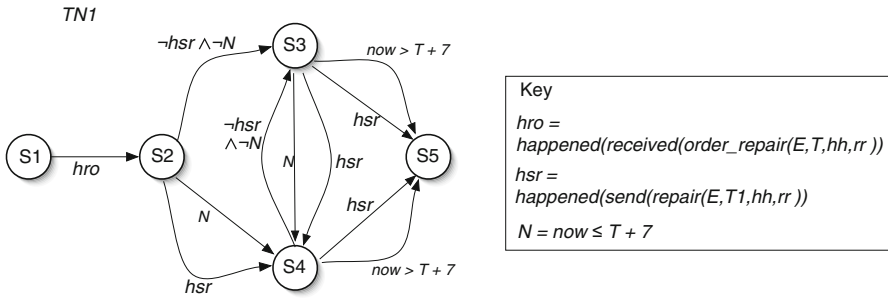 TN1
S1
hro
S2
¬hsr ∧¬N
N
hsr
S3
¬hsr
∧¬N
N
hsr
S4
now > T + 7
hsr
hsr
now > T + 7
S5
Key
hro =
happened(received(order_repair(E,T,hh,rr ))
hsr =
happened(send(repair(E,T1,hh,rr ))
N = now ≤ T + 7